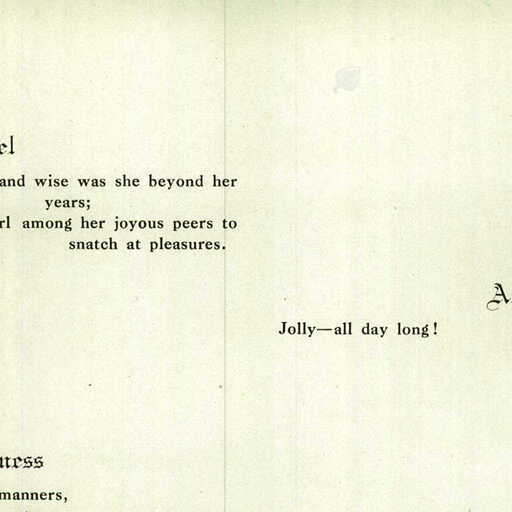 el
and wise was she beyond her
years;
rl among her joyous peers to
snatch at pleasures.
ness
manners,
A
Jolly—all day long!